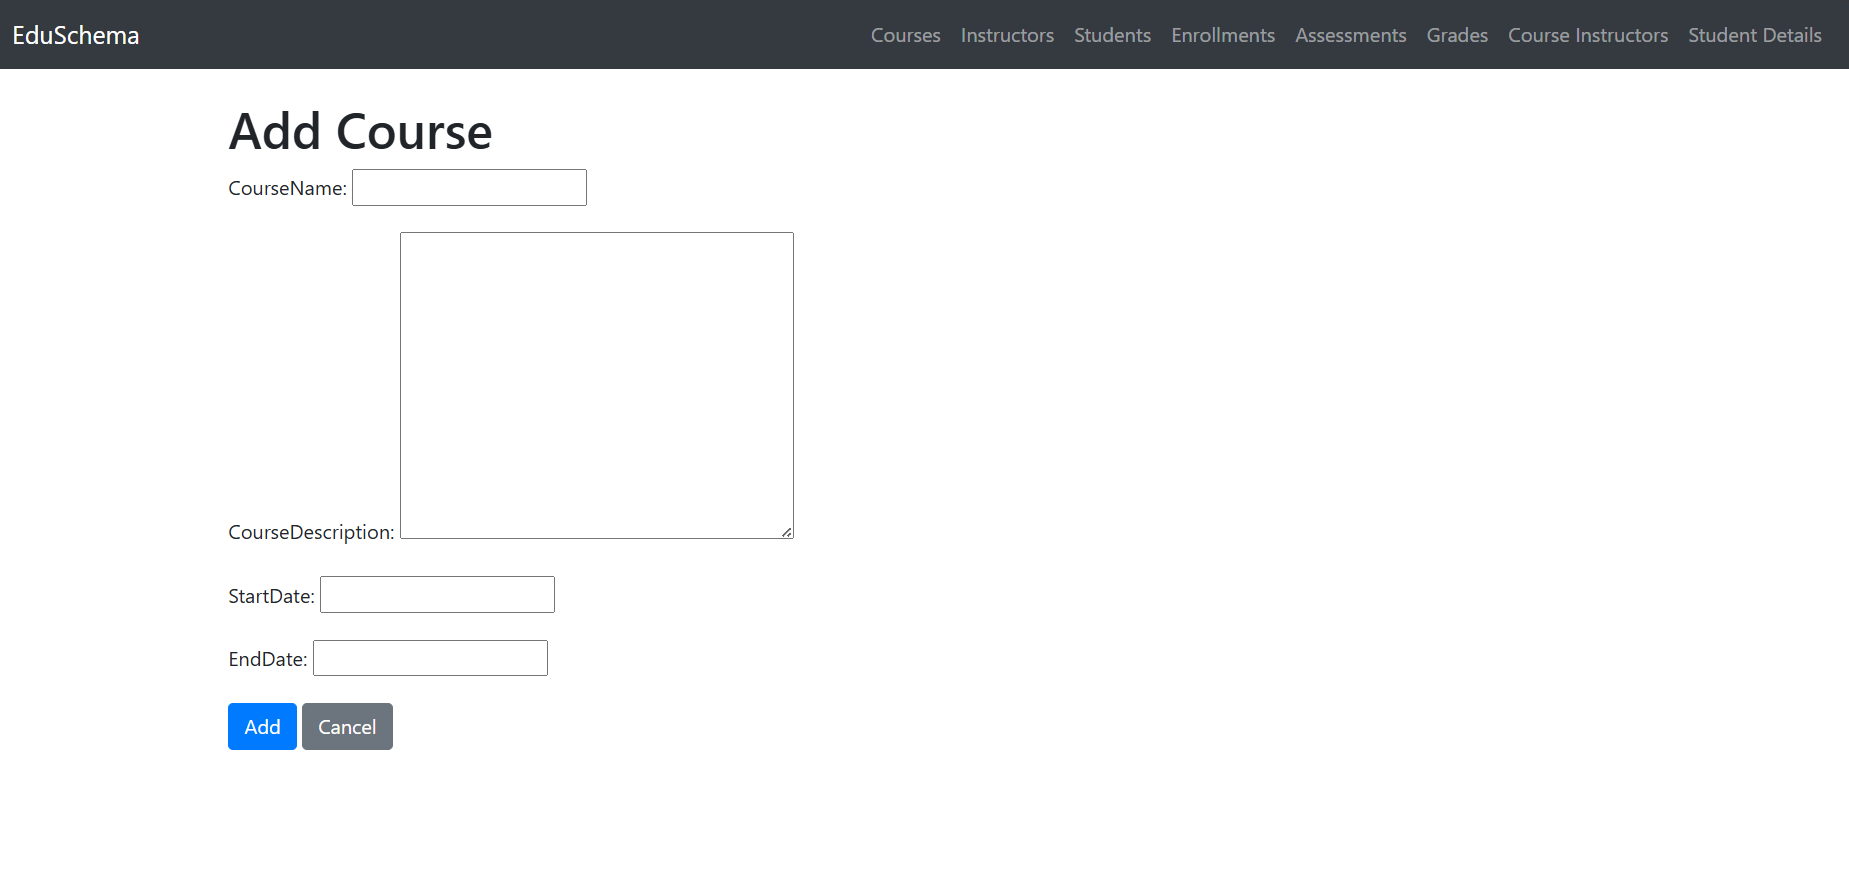 EduSchema Courses Instructors Students Enrollments Assessments Grades Course Instructors Student Details
Add Course
CourseName:
CourseDescription:
StartDate:
EndDate:
Add Cancel